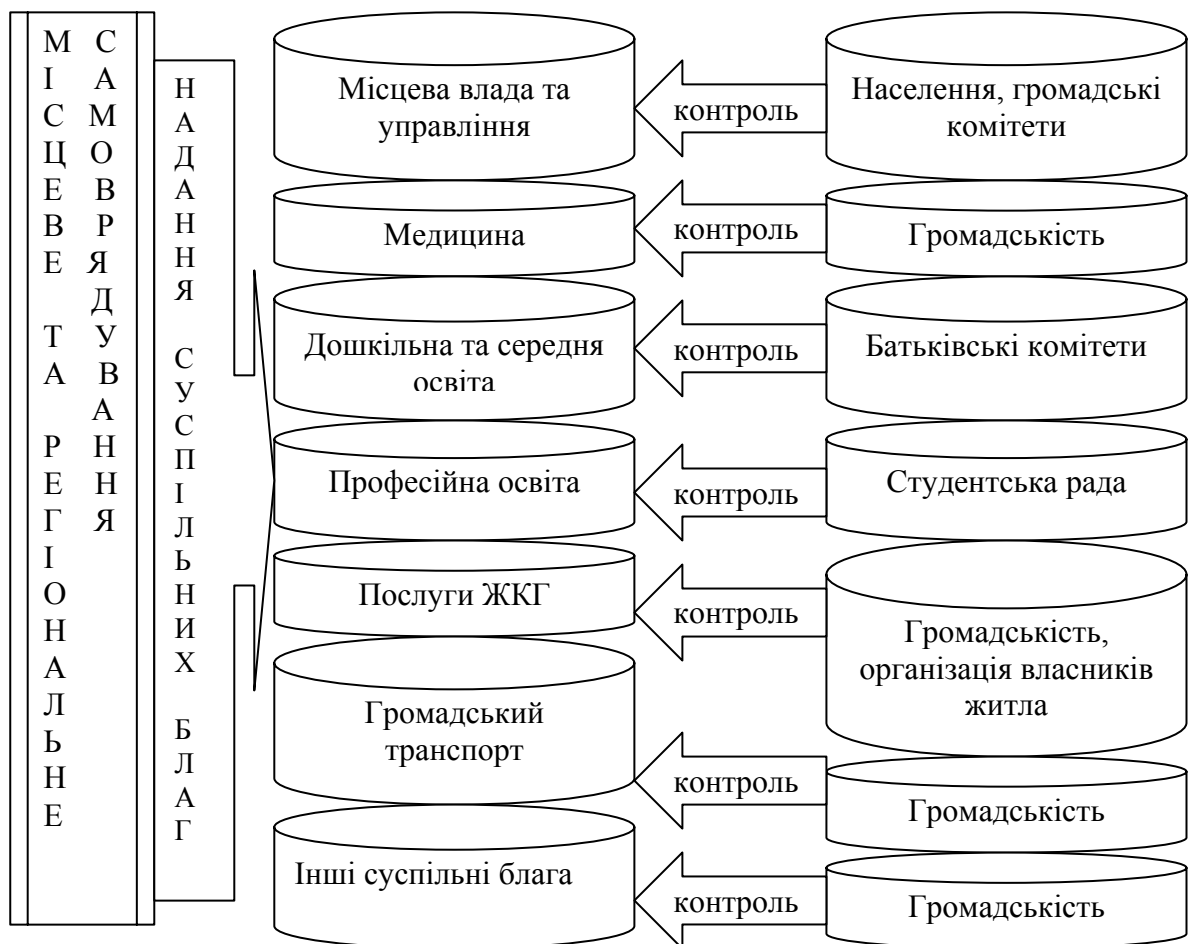 МІСЦЕВЕ ТА РЕГІОНАЛЬНЕ
САМОВРЯДУВАННЯ
НАДАННЯ СУСПІЛЬНИХ БЛАГ
Місцева влада та
управління
контроль
Населення, громадські
комітети
Медицина
контроль
Громадськість
Дошкільна та середня
освіта
контроль
Батьківські комітети
Професійна освіта
контроль
Студентська рада
Послуги ЖКГ
контроль
Громадськість,
організація власників
житла
Громадський
транспорт
контроль
Громадськість
Інші суспільні блага
контроль
Громадськість